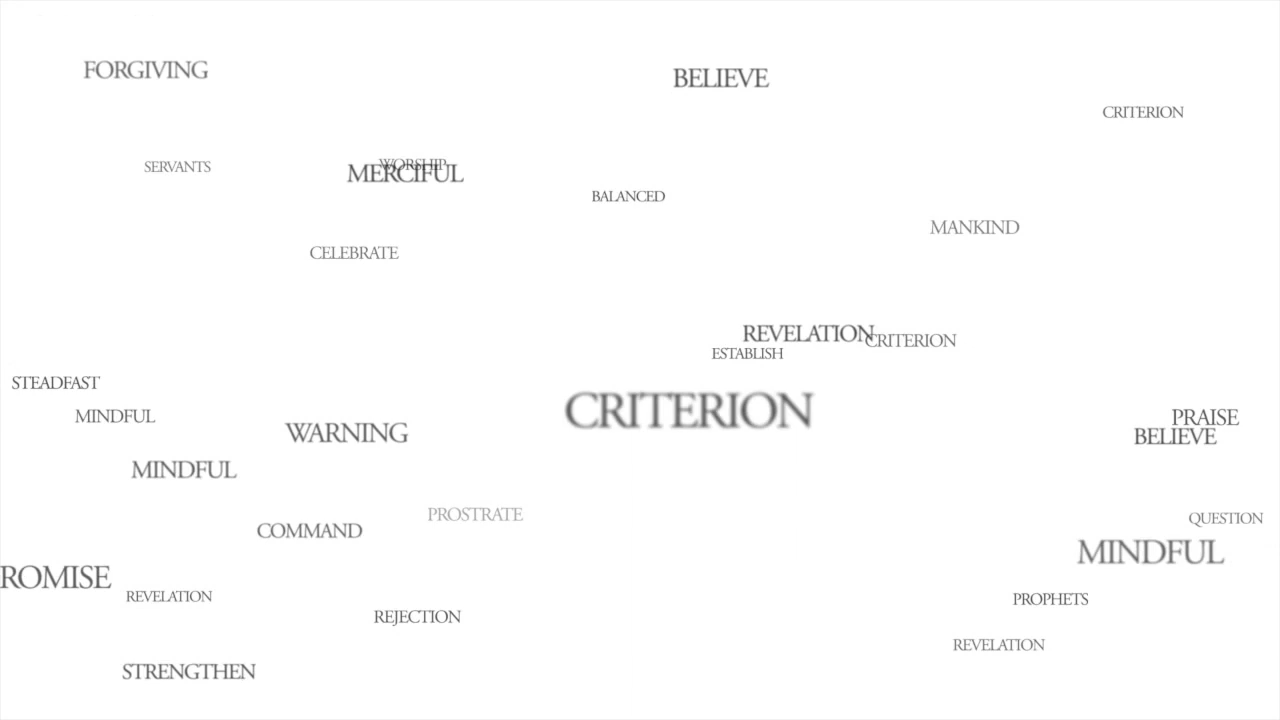 FORGIVING
BELIEVE
CRITERION
SERVANTS
WORSHIP
MERCIFUL
BALANCED
MANKIND
CELEBRATE
REVELATION
CRITERION
ESTABLISH
STEADFAST
CRITERION
MINDFUL
PRAISE
WARNING
BELIEVE
MINDFUL
PROSTRATE
QUESTION
COMMAND
MINDFUL
ROMISE
REVELATION
PROPHETS
REJECTION
REVELATION
STRENGTHEN